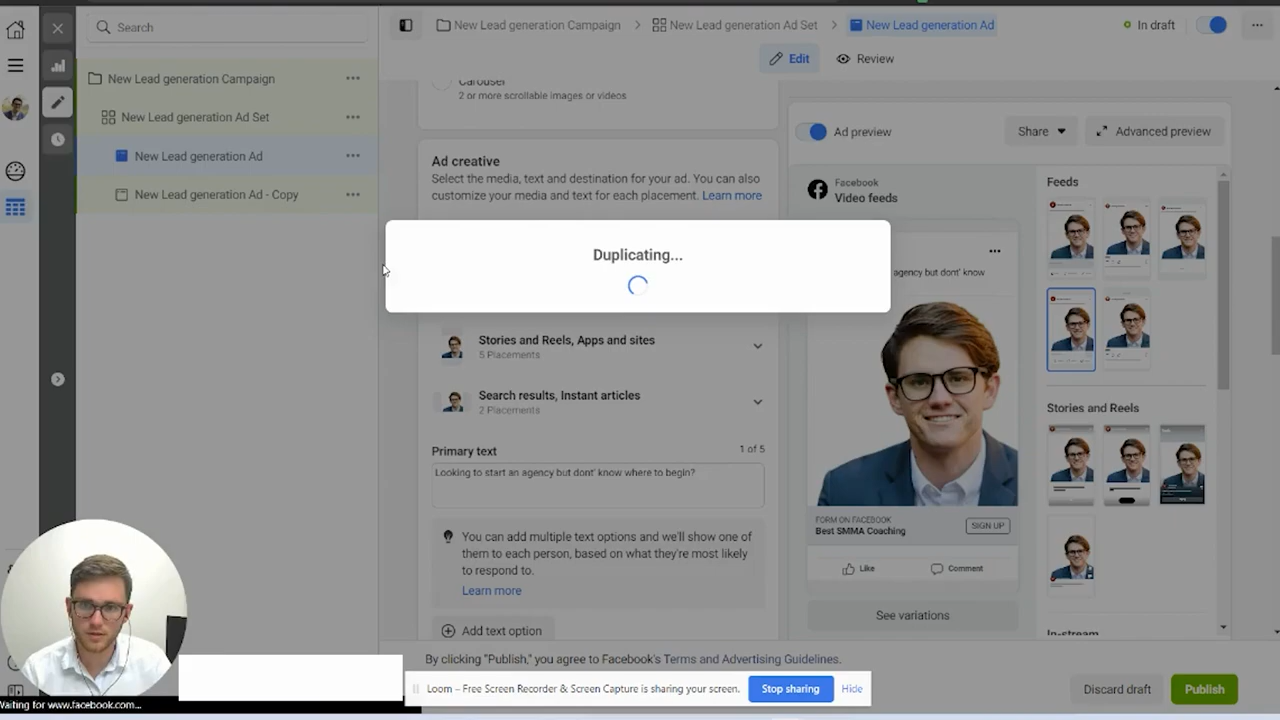 Search
New Lead generation Campaign
New Lead generation Ad Set
New Lead generation Ad
In draft
Edit
Review
New Lead generation Campaign
New Lead generation Ad Set
New Lead generation Ad
New Lead generation Ad - Copy
Carousel
2 or more scrollable images or videos
Ad creative
Select the media, text and destination for your ad. You can also
customize your media and text for each placement. Learn more
Duplicating...
Stories and Reels, Apps and sites
5 Placements
Search results, Instant articles
2 Placements
Primary text
1 of 5
Looking to start an agency but dont' know where to begin?
You can add multiple text options and we'll show one of
them to each person, based on what they're most likely
to respond to.
Learn more
Add text option
Ad preview
Share
Advanced preview
Facebook
Video feeds
agency but dont' know
FORM ON FACEBOOK
Best SMMA Coaching
SIGN UP
Like
Comment
See variations
Feeds
Stories and Reels
In-stream
By clicking "Publish," you agree to Facebook's Terms and Advertising Guidelines.
Discard draft
Publish
Loom – Free Screen Recorder & Screen Capture is sharing your screen.
Stop sharing
Hide
Waiting for www.facebook.com...